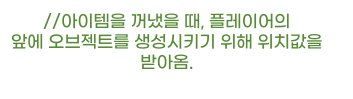 //아이템을 꺼냈을 때, 플레이어의
앞에 오브젝트를 생성시키기 위해 위치값을
받아옴.